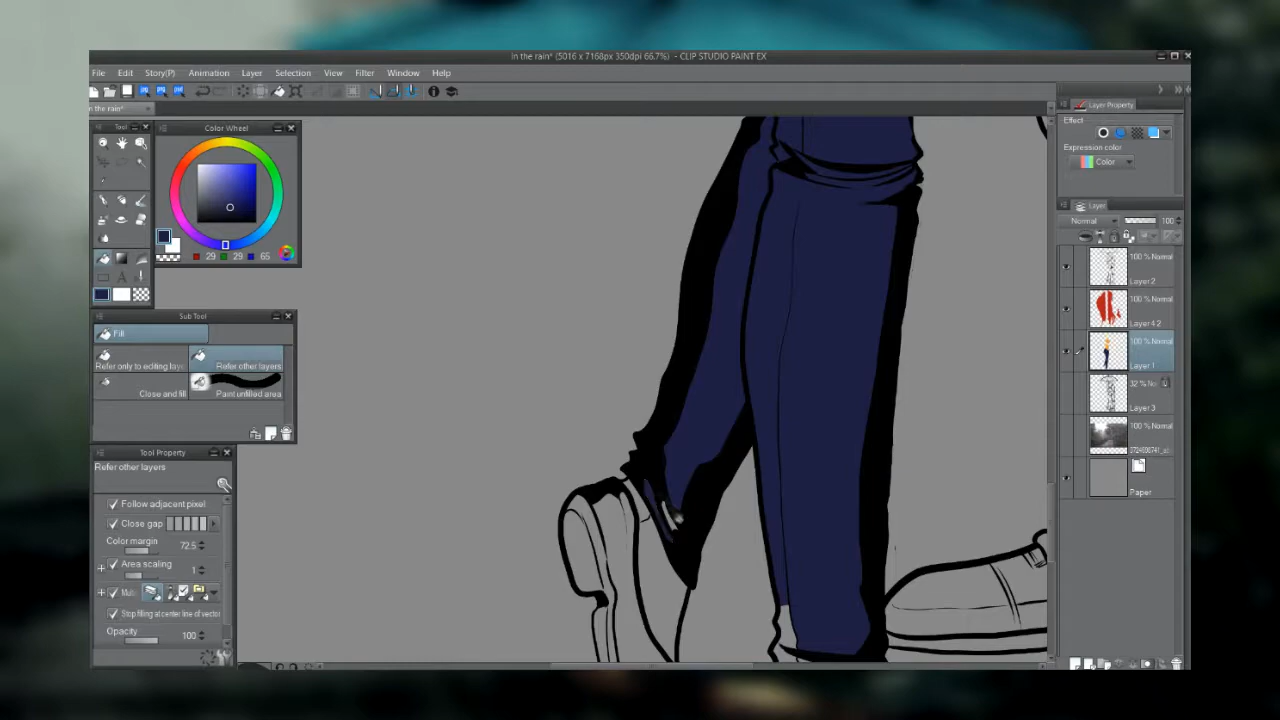 In the rain* (5016 x 7168px 350dpi 66.7%) - CLIP STUDIO PAINT EX
File Edit Story(P) Animation Layer Selection View Filter Window Help
n the rain*
Tool
Color Wheel
29 29 65
Sub Tool
Fill
Refer only to editing laye
Refer other layers
Close and fill
Paint unfilled area
Tool Property
Refer other layers
Follow adjacent pixel
Close gap
Color margin
72.5
Area scaling 1
Mult
Stop filling at center line of vector
Opacity 100
Layer Property
Effect
Expression color
Color
Layer
Normal 100
100 % Normal
Layer 2
100 % Normal
Layer 4 2
100 % Normal
Layer 1
32 % No
Layer 3
100 % Normal
Paper